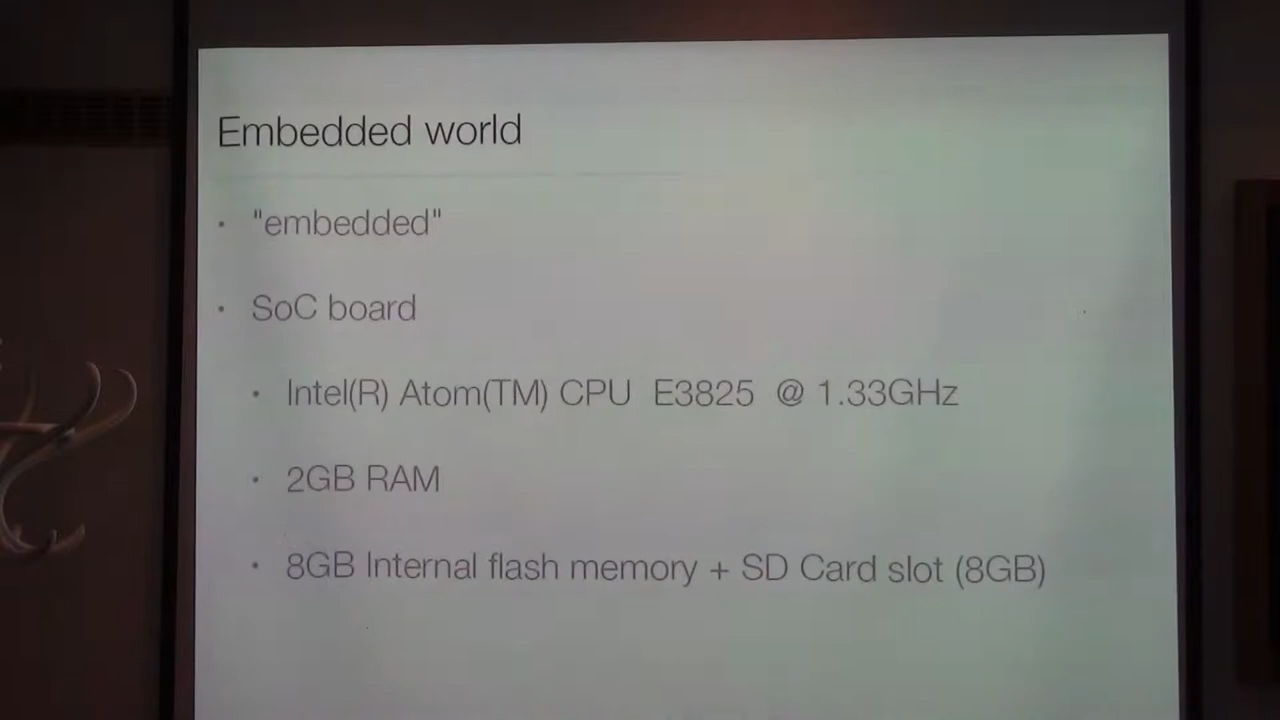 Embedded world
• "embedded"
• SoC board
• Intel(R) Atom(TM) CPU  E3825  @ 1.33GHz
• 2GB RAM
• 8GB Internal flash memory + SD Card slot (8GB)